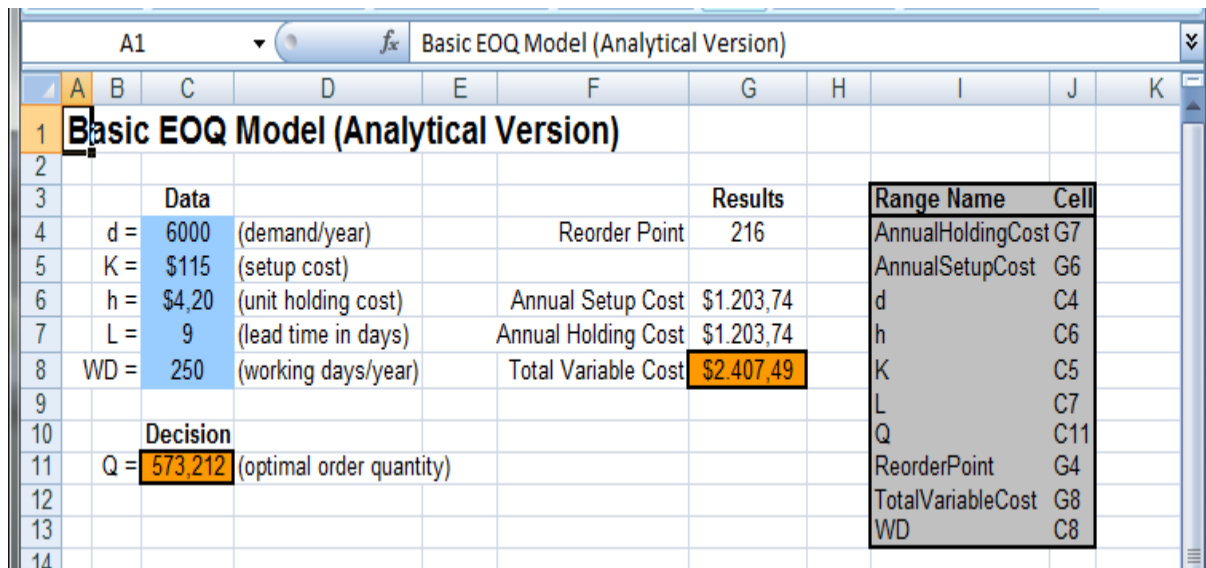 A1 fx Basic EOQ Model (Analytical Version)
A B C D E F G H I J K
1 Basic EOQ Model (Analytical Version)
2
3 Data Results Range Name Cell
4 d = 6000 (demand/year) Reorder Point 216 AnnualHoldingCost G7
5 K = $115 (setup cost) AnnualSetupCost G6
6 h = $4,20 (unit holding cost) Annual Setup Cost $1.203,74 d C4
7 L = 9 (lead time in days) Annual Holding Cost $1.203,74 h C6
8 WD = 250 (working days/year) Total Variable Cost $2.407,49 K C5
9 L C7
10 Decision Q C11
11 Q = 573,212 (optimal order quantity) ReorderPoint G4
12 TotalVariableCost G8
13 WD C8
14